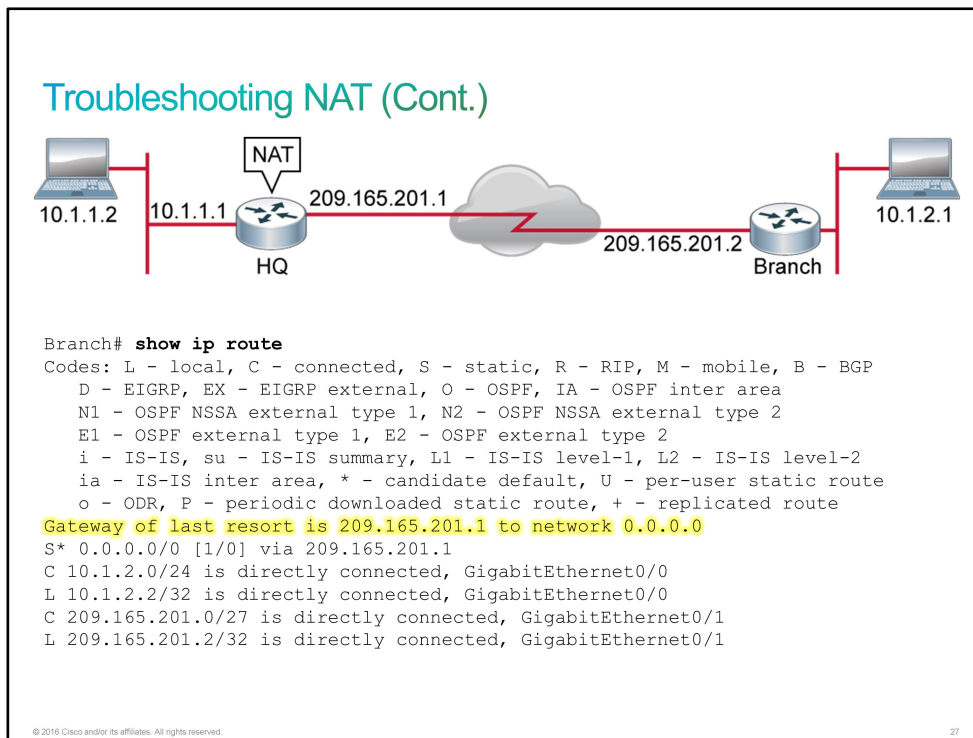 Troubleshooting NAT (Cont.)
NAT
10.1.1.2
10.1.1.1
209.165.201.1
HQ
209.165.201.2
Branch
10.1.2.1
Branch# show ip route
Codes: L - local, C - connected, S - static, R - RIP, M - mobile, B - BGP
D - EIGRP, EX - EIGRP external, O - OSPF, IA - OSPF inter area
N1 - OSPF NSSA external type 1, N2 - OSPF NSSA external type 2
E1 - OSPF external type 1, E2 - OSPF external type 2
i - IS-IS, su - IS-IS summary, L1 - IS-IS level-1, L2 - IS-IS level-2
ia - IS-IS inter area, * - candidate default, U - per-user static route
o - ODR, P - periodic downloaded static route, + - replicated route
Gateway of last resort is 209.165.201.1 to network 0.0.0.0
S* 0.0.0.0/0 [1/0] via 209.165.201.1
C 10.1.2.0/24 is directly connected, GigabitEthernet0/0
L 10.1.2.2/32 is directly connected, GigabitEthernet0/0
C 209.165.201.0/27 is directly connected, GigabitEthernet0/1
L 209.165.201.2/32 is directly connected, GigabitEthernet0/1
© 2016 Cisco and/or its affiliates. All rights reserved.
27